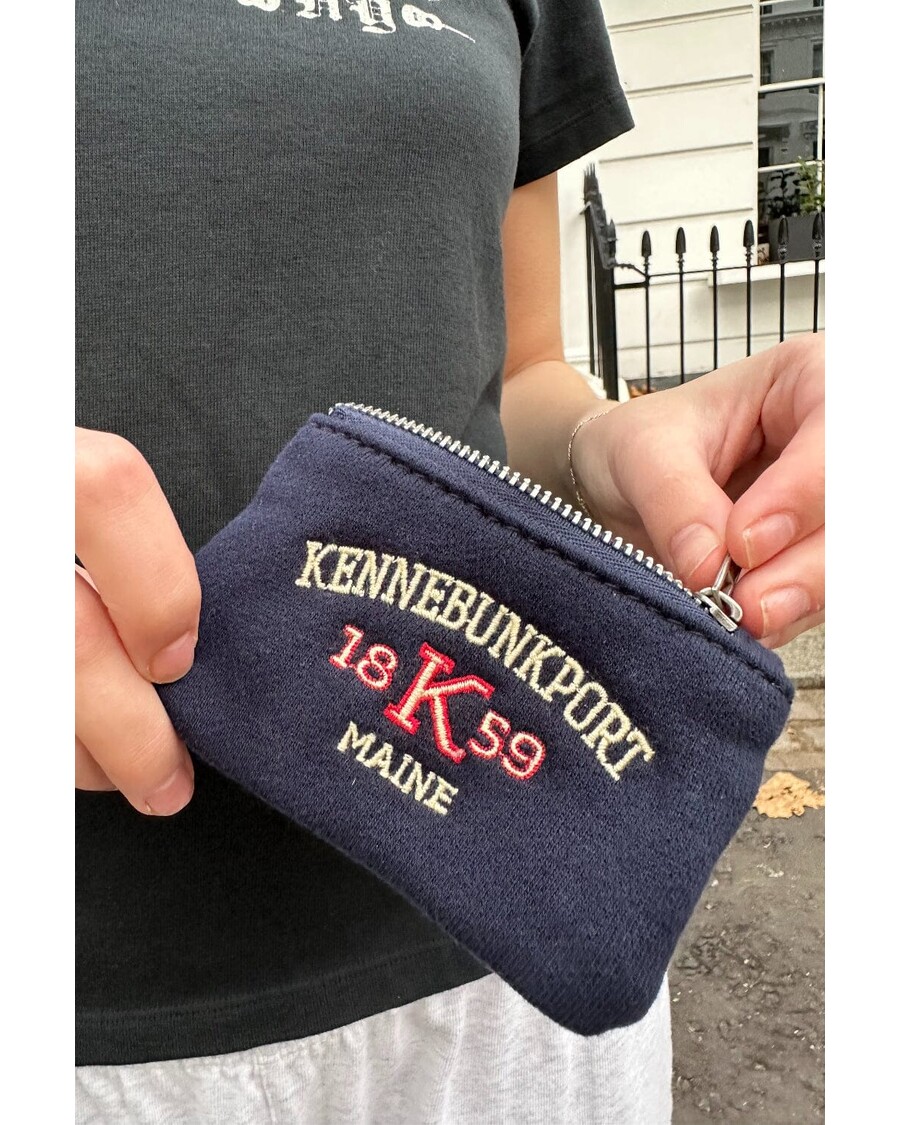 KENNEBUNKPORT
18 K 59
MAINE